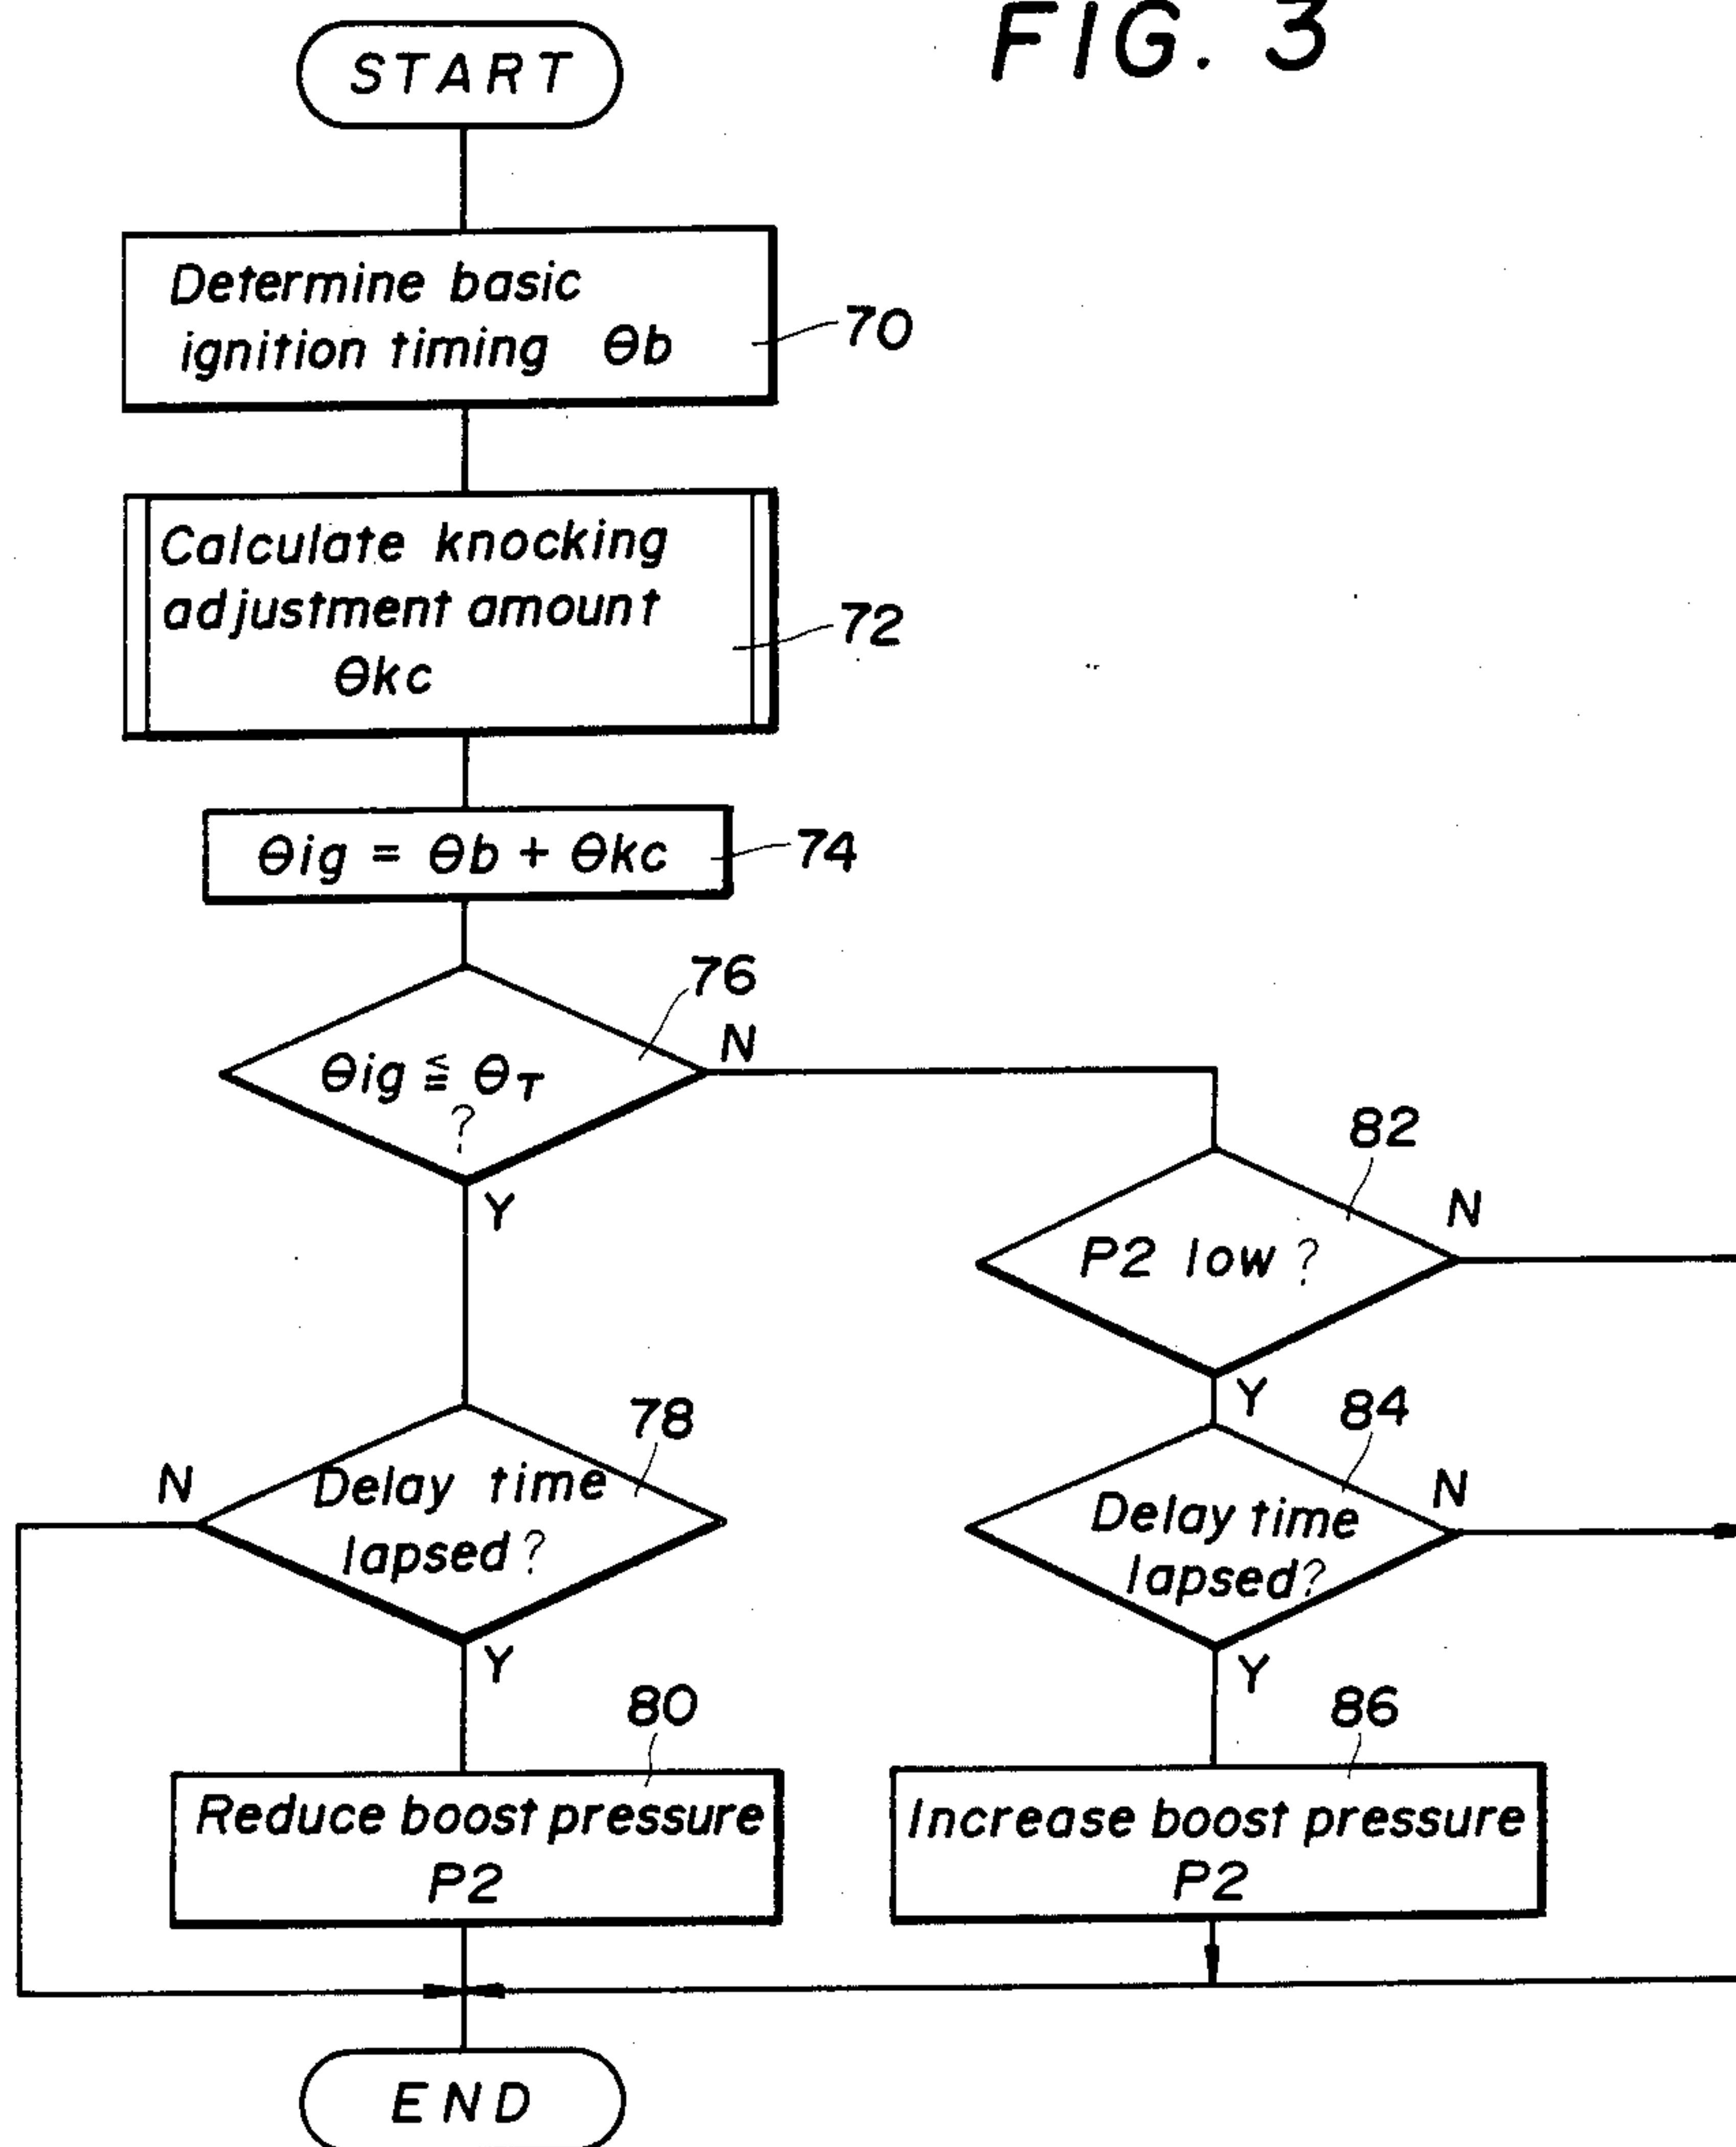 FIG. 3
START
Determine basic
ignition timing θb
70
Calculate knocking
adjustment amount
θkc
72
θig = θb + θkc
74
76
N
θig ≦ θT
?
Y
82
N
P2 low ?
Y
78
N
Delay time
lapsed ?
Y
84
N
Delay time
lapsed ?
Y
80
Reduce boost pressure
P2
86
Increase boost pressure
P2
END